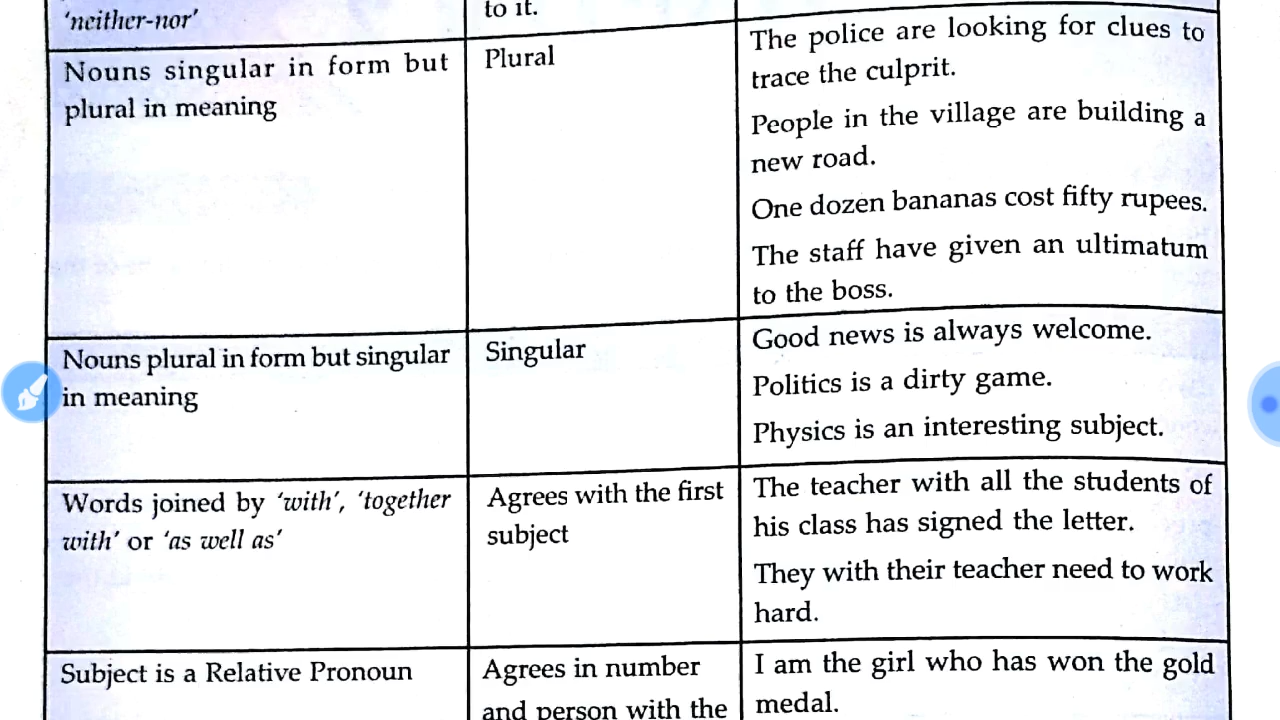 'neither-nor'
to it.
Nouns singular in form but
plural in meaning
Plural
The police are looking for clues to
trace the culprit.
People in the village are building a
new road.
One dozen bananas cost fifty rupees.
The staff have given an ultimatum
to the boss.
Nouns plural in form but singular
in meaning
Singular
Good news is always welcome.
Politics is a dirty game.
Physics is an interesting subject.
Words joined by 'with', 'together
with' or 'as well as'
Agrees with the first
subject
The teacher with all the students of
his class has signed the letter.
They with their teacher need to work
hard.
Subject is a Relative Pronoun
Agrees in number
and person with the
I am the girl who has won the gold
medal.